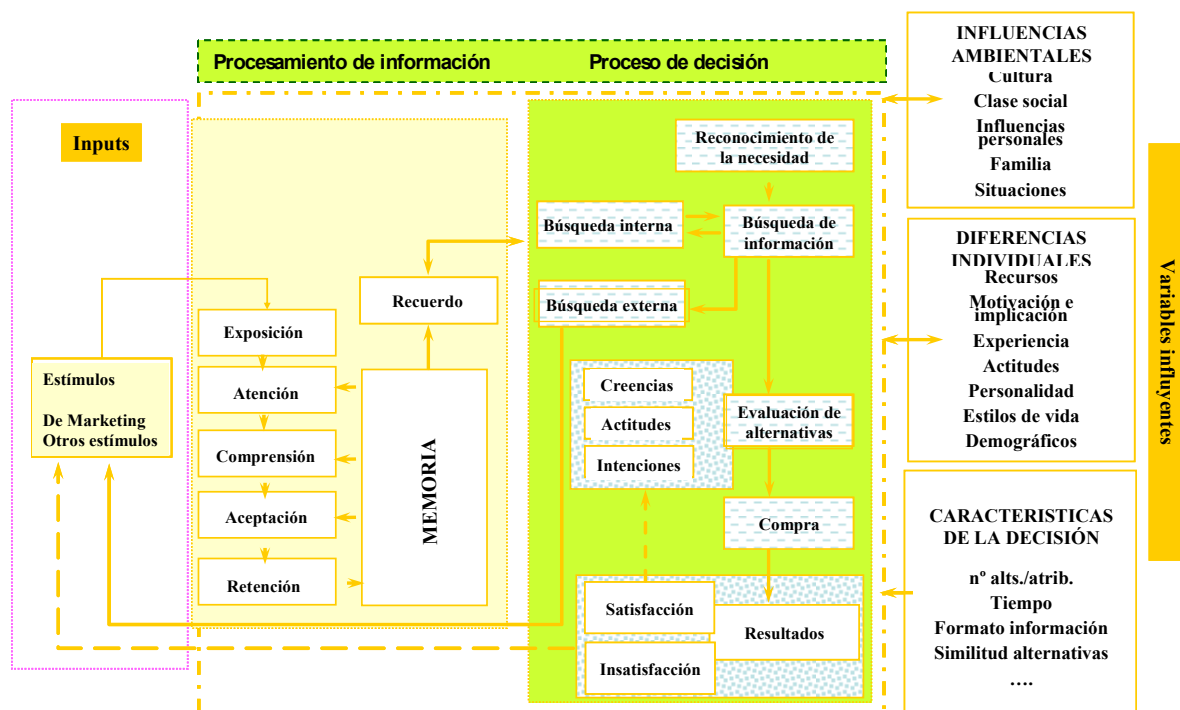 Procesamiento de información
Proceso de decisión
Inputs
Estímulos
De Marketing
Otros estímulos
Exposición
Atención
Comprensión
Aceptación
Retención
Recuerdo
MEMORIA
Reconocimiento de
la necesidad
Búsqueda interna
Búsqueda de
información
Búsqueda externa
Creencias
Actitudes
Intenciones
Evaluación de
alternativas
Compra
Satisfacción
Insatisfacción
Resultados
INFLUENCIAS
AMBIENTALES
Cultura
Clase social
Influencias
personales
Familia
Situaciones
DIFERENCIAS
INDIVIDUALES
Recursos
Motivación e
implicación
Experiencia
Actitudes
Personalidad
Estilos de vida
Demográficos
CARACTERISTICAS
DE LA DECISIÓN
nº alts./atrib.
Tiempo
Formato información
Similitud alternativas
....
Variables influyentes